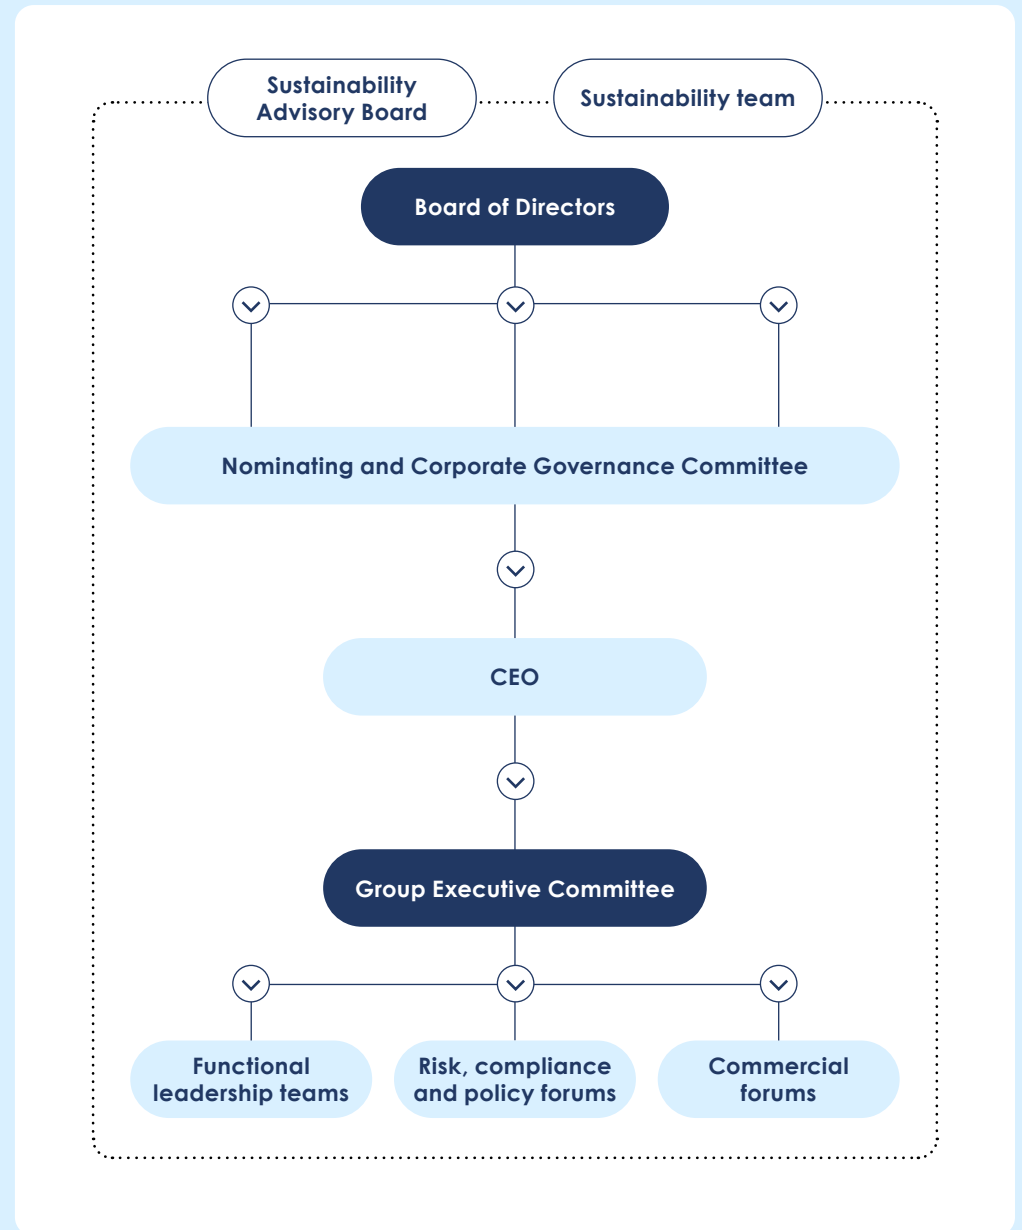 Sustainability
Advisory Board
Sustainability team
Board of Directors
Nominating and Corporate Governance Committee
CEO
Group Executive Committee
Functional
leadership teams
Risk, compliance
and policy forums
Commercial
forums